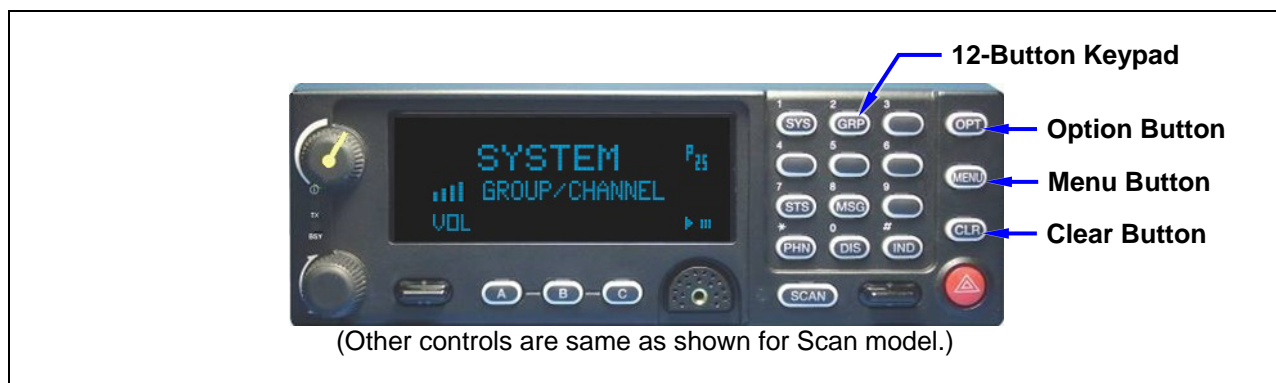 12-Button Keypad
1 2 3
SYS GRP OPT
Option Button
SYSTEM P25
4 5 6
GROUP/CHANNEL
MENU
Menu Button
VOL
7 8 9
STS MSG
TX
BSY
CLR
Clear Button
* 0 #
PHN DIS IND
A B C
SCAN
(Other controls are same as shown for Scan model.)